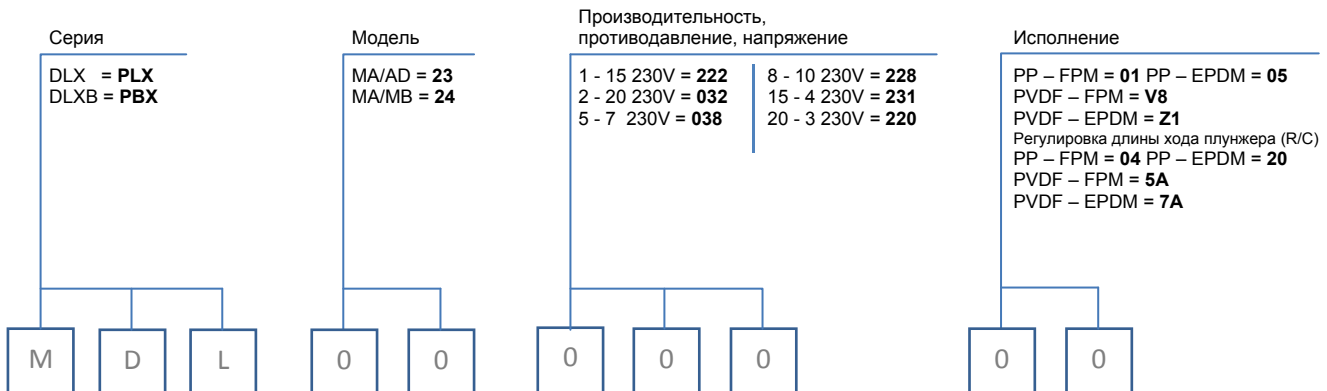 Серия
DLX = PLX
DLXB = PBX
Модель
MA/AD = 23
MA/MB = 24
Производительность,
противодавление, напряжение
1 - 15 230V = 222
2 - 20 230V = 032
5 - 7 230V = 038
8 - 10 230V = 228
15 - 4 230V = 231
20 - 3 230V = 220
Исполнение
PP – FPM = 01 PP – EPDM = 05
PVDF – FPM = V8
PVDF – EPDM = Z1
Регулировка длины хода плунжера (R/C)
PP – FPM = 04 PP – EPDM = 20
PVDF – FPM = 5A
PVDF – EPDM = 7A
M D L 0 0 0 0 0 0 0